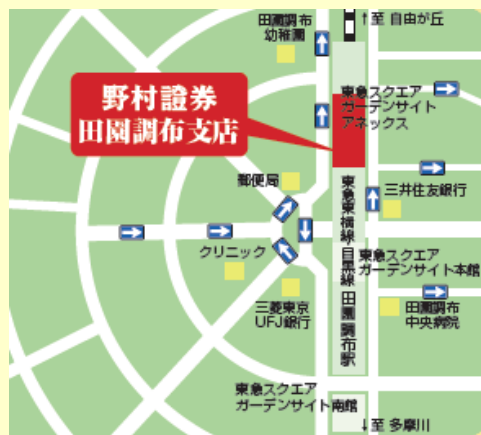 ↑至 自由が丘
田園調布
幼稚園
野村證券
田園調布支店
東急スクエア
ガーデンサイト
アネックス
郵便局
三井住友銀行
東急東横線
目黒線
田園調布駅
クリニック
東急スクエア
ガーデンサイト本館
三菱東京
UFJ銀行
田園調布
中央病院
東急スクエア
ガーデンサイト南館
↓至 多摩川